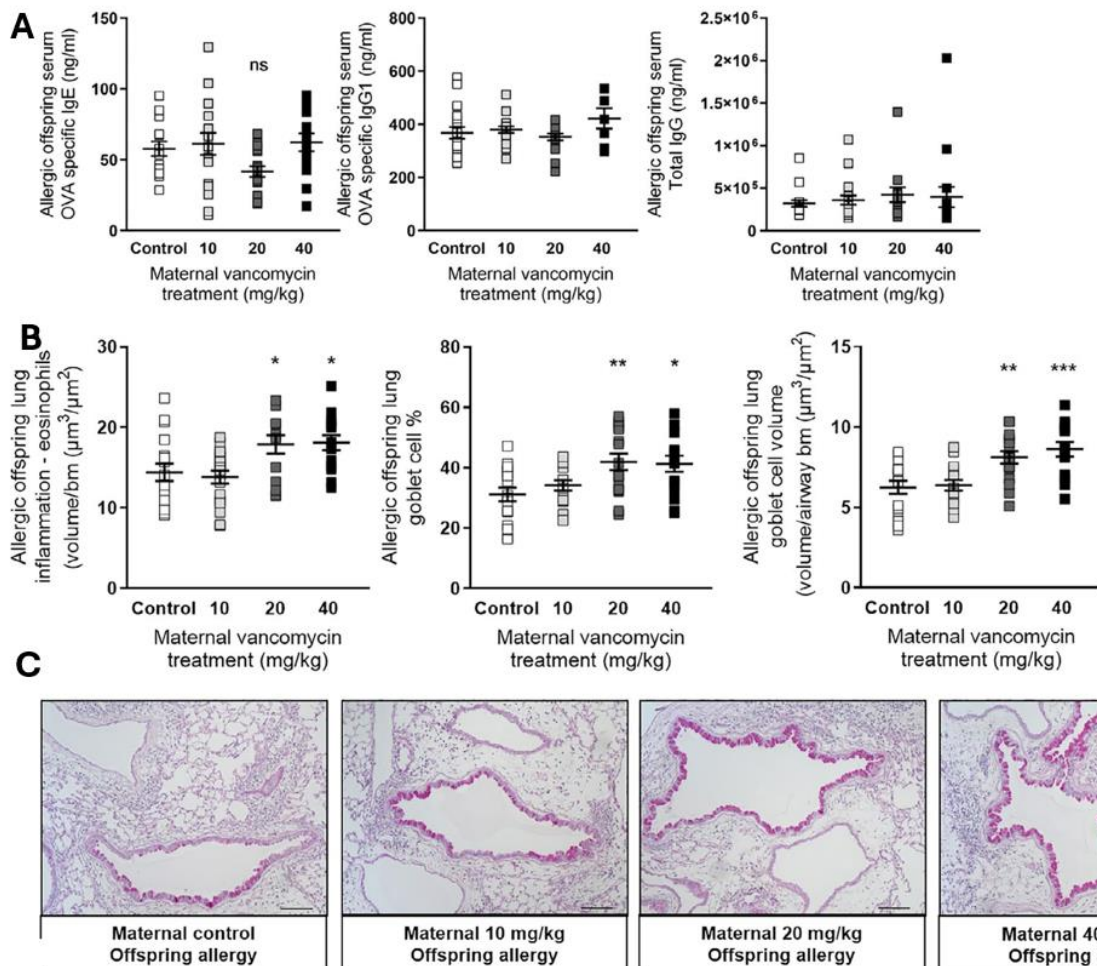 A
Allergic offspring serum
OVA specific IgE (ng/ml)
150
100
50
0
ns
Control 10 20 40
Maternal vancomycin
treatment (mg/kg)
Allergic offspring serum
OVA specific IgG1 (ng/ml)
800
600
400
200
0
Control 10 20 40
Maternal vancomycin
treatment (mg/kg)
Allergic offspring serum
Total IgG (ng/ml)
2.5×10⁶
2×10⁶
1.5×10⁶
1×10⁶
5×10⁵
0
Control 10 20 40
Maternal vancomycin
treatment (mg/kg)
B
Allergic offspring lung
inflammation - eosinophils
(volume/bm (µm³/µm²)
30
20
10
0
* *
Control 10 20 40
Maternal vancomycin
treatment (mg/kg)
Allergic offspring lung
goblet cell %
80
60
40
20
0
** *
Control 10 20 40
Maternal vancomycin
treatment (mg/kg)
Allergic offspring lung
goblet cell volume
(volume/airway bm (µm³/µm²)
15
10
5
0
** ***
Control 10 20 40
Maternal vancomycin
treatment (mg/kg)
C
Maternal control
Offspring allergy
Maternal 10 mg/kg
Offspring allergy
Maternal 20 mg/kg
Offspring allergy
Maternal 40
Offspring